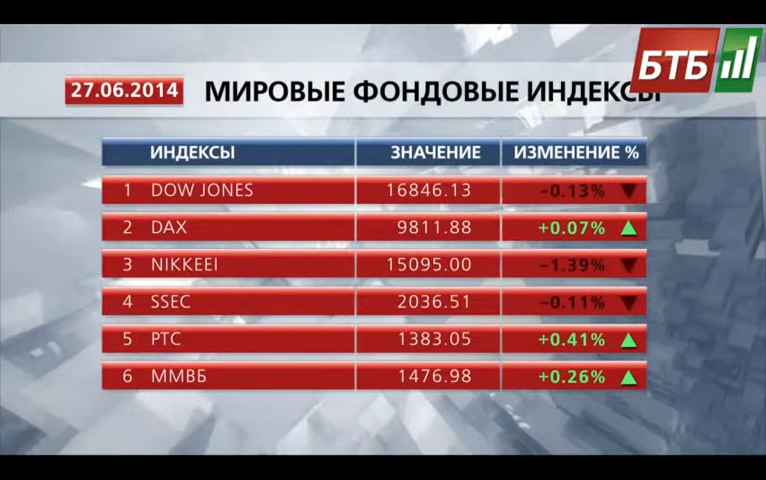 БТБ
27.06.2014 МИРОВЫЕ ФОНДОВЫЕ ИНДЕКСЫ
ИНДЕКСЫ ЗНАЧЕНИЕ ИЗМЕНЕНИЕ %
1 DOW JONES 16846.13 -0.13% ▼
2 DAX 9811.88 +0.07% ▲
3 NIKKEEI 15095.00 -1.39% ▼
4 SSEC 2036.51 -0.11% ▼
5 РТС 1383.05 +0.41% ▲
6 ММВБ 1476.98 +0.26% ▲